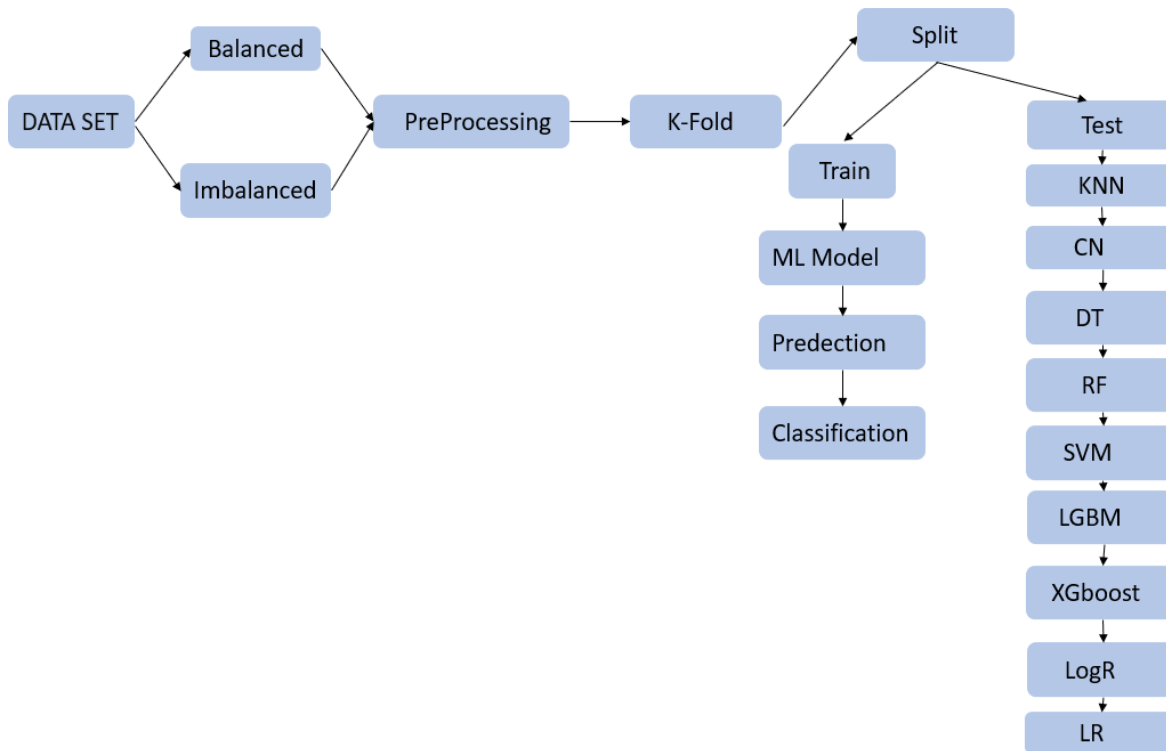 DATA SET
Balanced
Imbalanced
PreProcessing
K-Fold
Split
Train
ML Model
Predection
Classification
Test
KNN
CN
DT
RF
SVM
LGBM
XGboost
LogR
LR